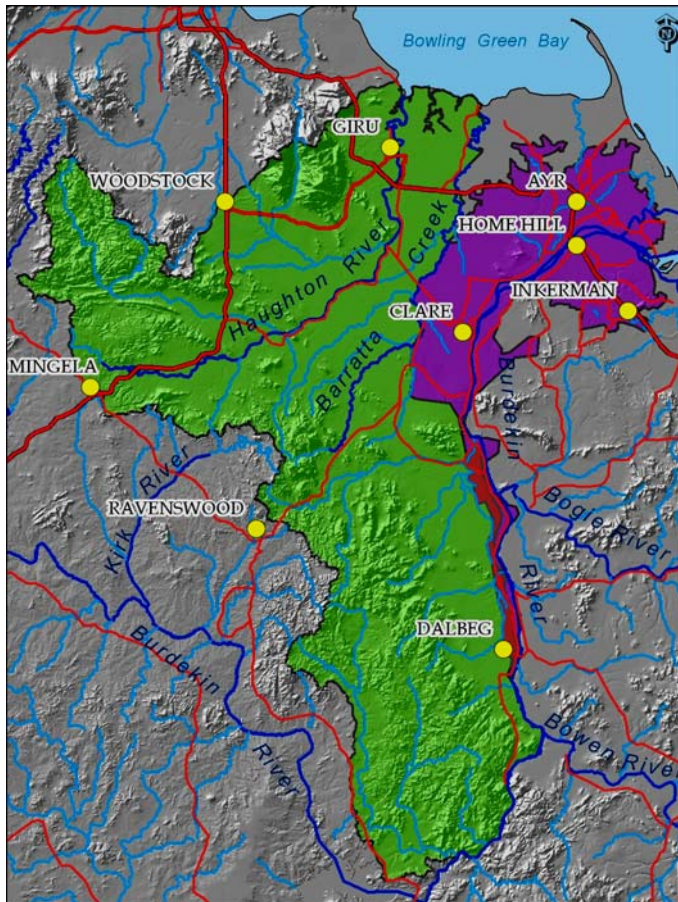 Bowling Green Bay
N
GIRU
WOODSTOCK
AYR
HOME HILL
Creek
Haughton River
INKERMAN
CLARE
MINGELA
Barratta
Burdekin
Kirk River
RAVENSWOOD
Bogie River
River
DALBEG
Burdekin
River
Bowen River